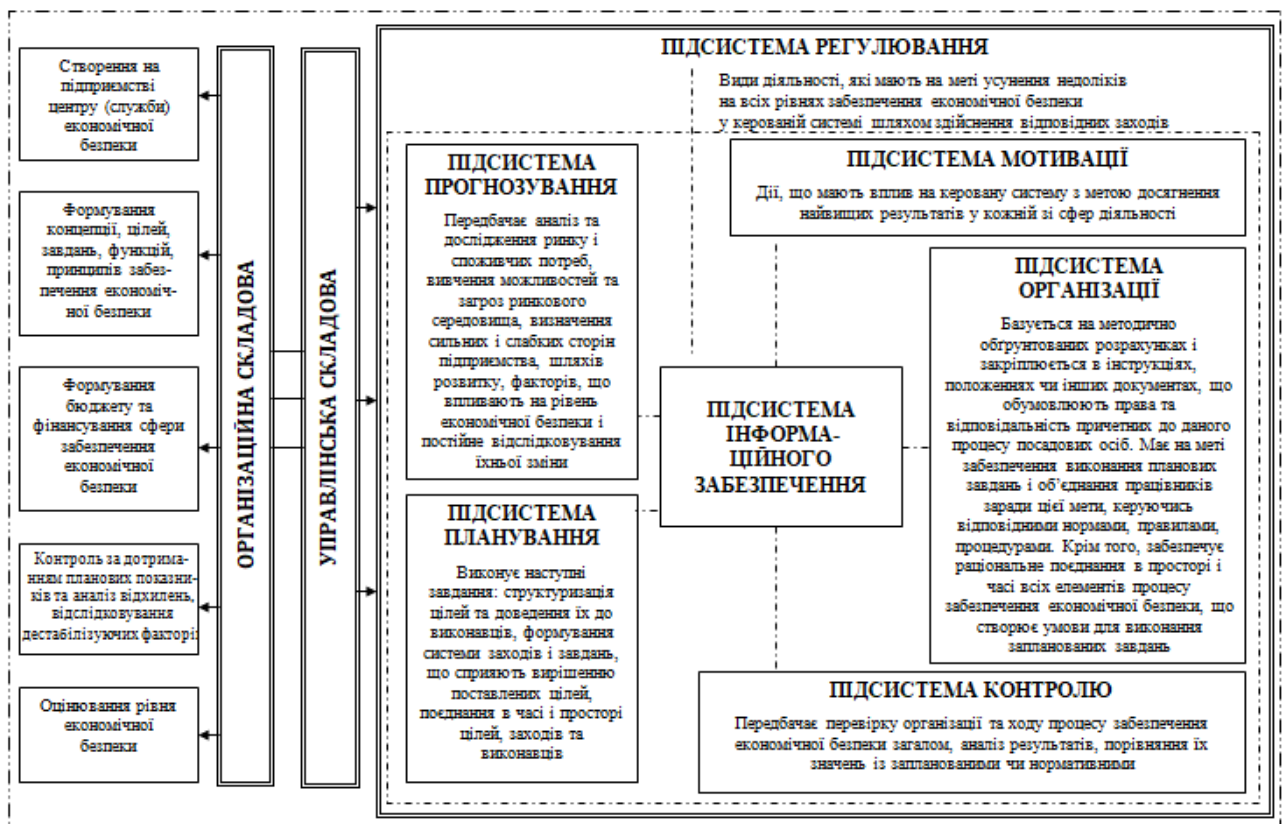 Створення на
підприємстві
центру (служби)
економічної
безпеки
Формування
концепції, цілей,
завдань, функцій,
принципів забез-
печення економіч-
ної безпеки
Формування
бюджету та
фінансування сфери
забезпечення
економічної
безпеки
Контроль за дотрима-
нням планових показни-
ків та аналіз відхилень,
відслідковування
дестабілізуючих факторі
Оцінювання рівня
економічної
безпеки
ОРГАНІЗАЦІЙНА СКЛАДОВА
УПРАВЛІНСЬКА СКЛАДОВА
ПІДСИСТЕМА РЕГУЛЮВАННЯ
Види діяльності, які мають на меті усунення недоліків
на всіх рівнях забезпечення економічної безпеки
у керованій системі шляхом здійснення відповідних заходів
ПІДСИСТЕМА
ПРОГНОЗУВАННЯ
Передбачає аналіз та
дослідження ринку і
споживчих потреб,
вивчення можливостей та
загроз ринкового
середовища, визначення
сильних і слабких сторін
підприємства, шляхів
розвитку, факторів, що
впливають на рівень
економічної безпеки і
постійне відслідковування
їхньої зміни
ПІДСИСТЕМА
ПЛАНУВАННЯ
Виконує наступні
завдання: структуризація
цілей та доведення їх до
виконавців, формування
системи заходів і завдань,
що сприяють вирішенню
поставлених цілей,
поєднання в часі і просторі
цілей, заходів та
виконавців
ПІДСИСТЕМА МОТИВАЦІЇ
Дії, що мають вплив на керовану систему з метою досягнення
найвищих результатів у кожній зі сфер діяльності
ПІДСИСТЕМА
ІНФОРМА-
ЦІЙНОГО
ЗАБЕЗПЕЧЕННЯ
ПІДСИСТЕМА
ОРГАНІЗАЦІЇ
Базується на методично
обґрунтованих розрахунках і
закріплюється в інструкціях,
положеннях чи інших документах, що
обумовлюють права та
відповідальність причетних до даного
процесу посадових осіб. Має на меті
забезпечення виконання планових
завдань і об’єднання працівників
заради цієї мети, керуючись
відповідними нормами, правилами,
процедурами. Крім того, забезпечує
раціональне поєднання в просторі і
часі всіх елементів процесу
забезпечення економічної безпеки, що
створює умови для виконання
запланованих завдань
ПІДСИСТЕМА КОНТРОЛЮ
Передбачає перевірку організації та ходу процесу забезпечення
економічної безпеки загалом, аналіз результатів, порівняння їх
значень із запланованими чи нормативними